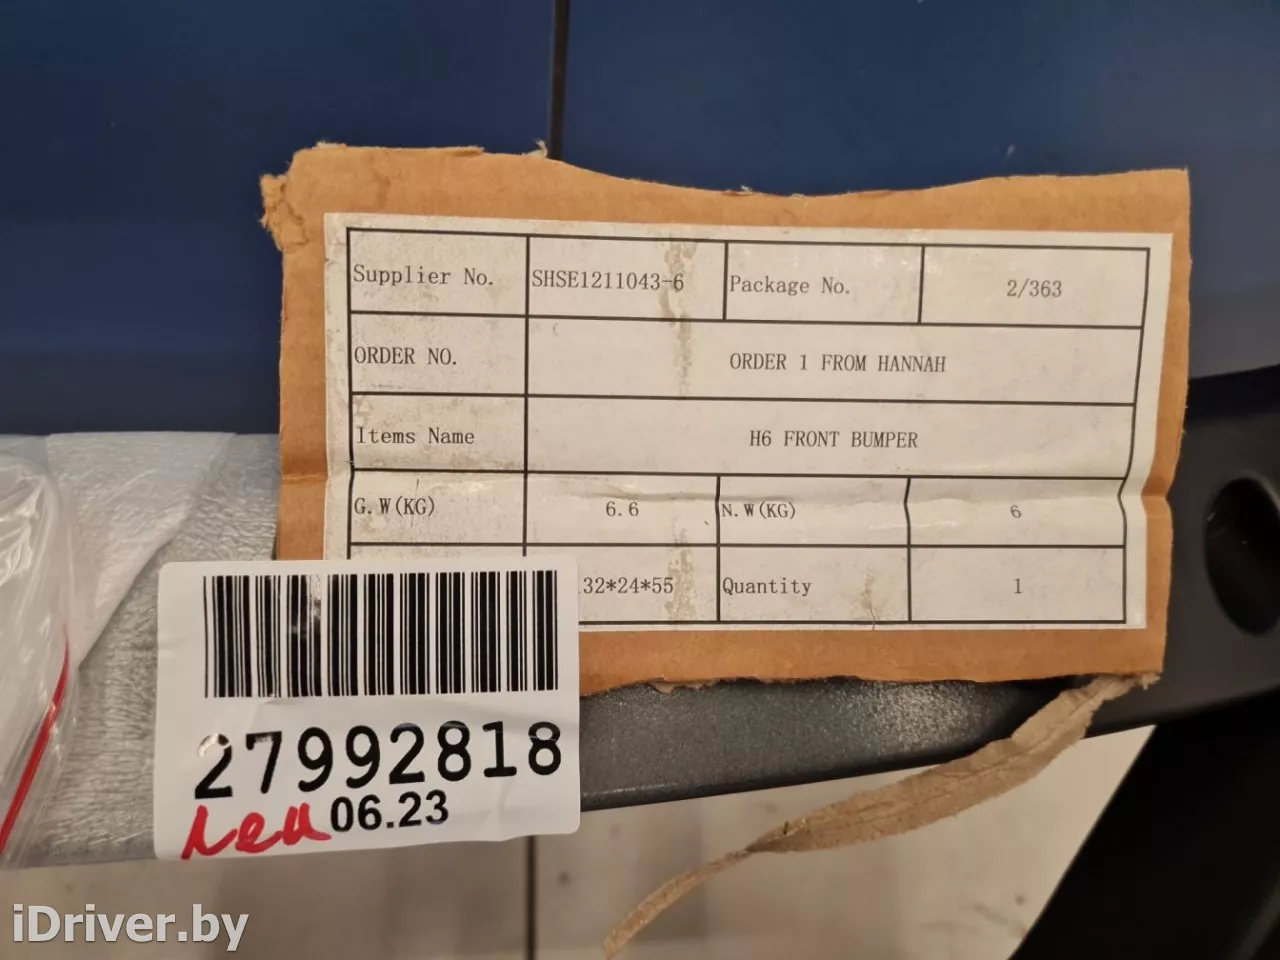 Supplier No. SHSE1211043-6 Package No. 2/363
ORDER NO. ORDER 1 FROM HANNAH
Items Name H6 FRONT BUMPER
G.W(KG) 6.6 N.W(KG) 6
32*24*55 Quantity 1
27992818
06.23
iDriver.by